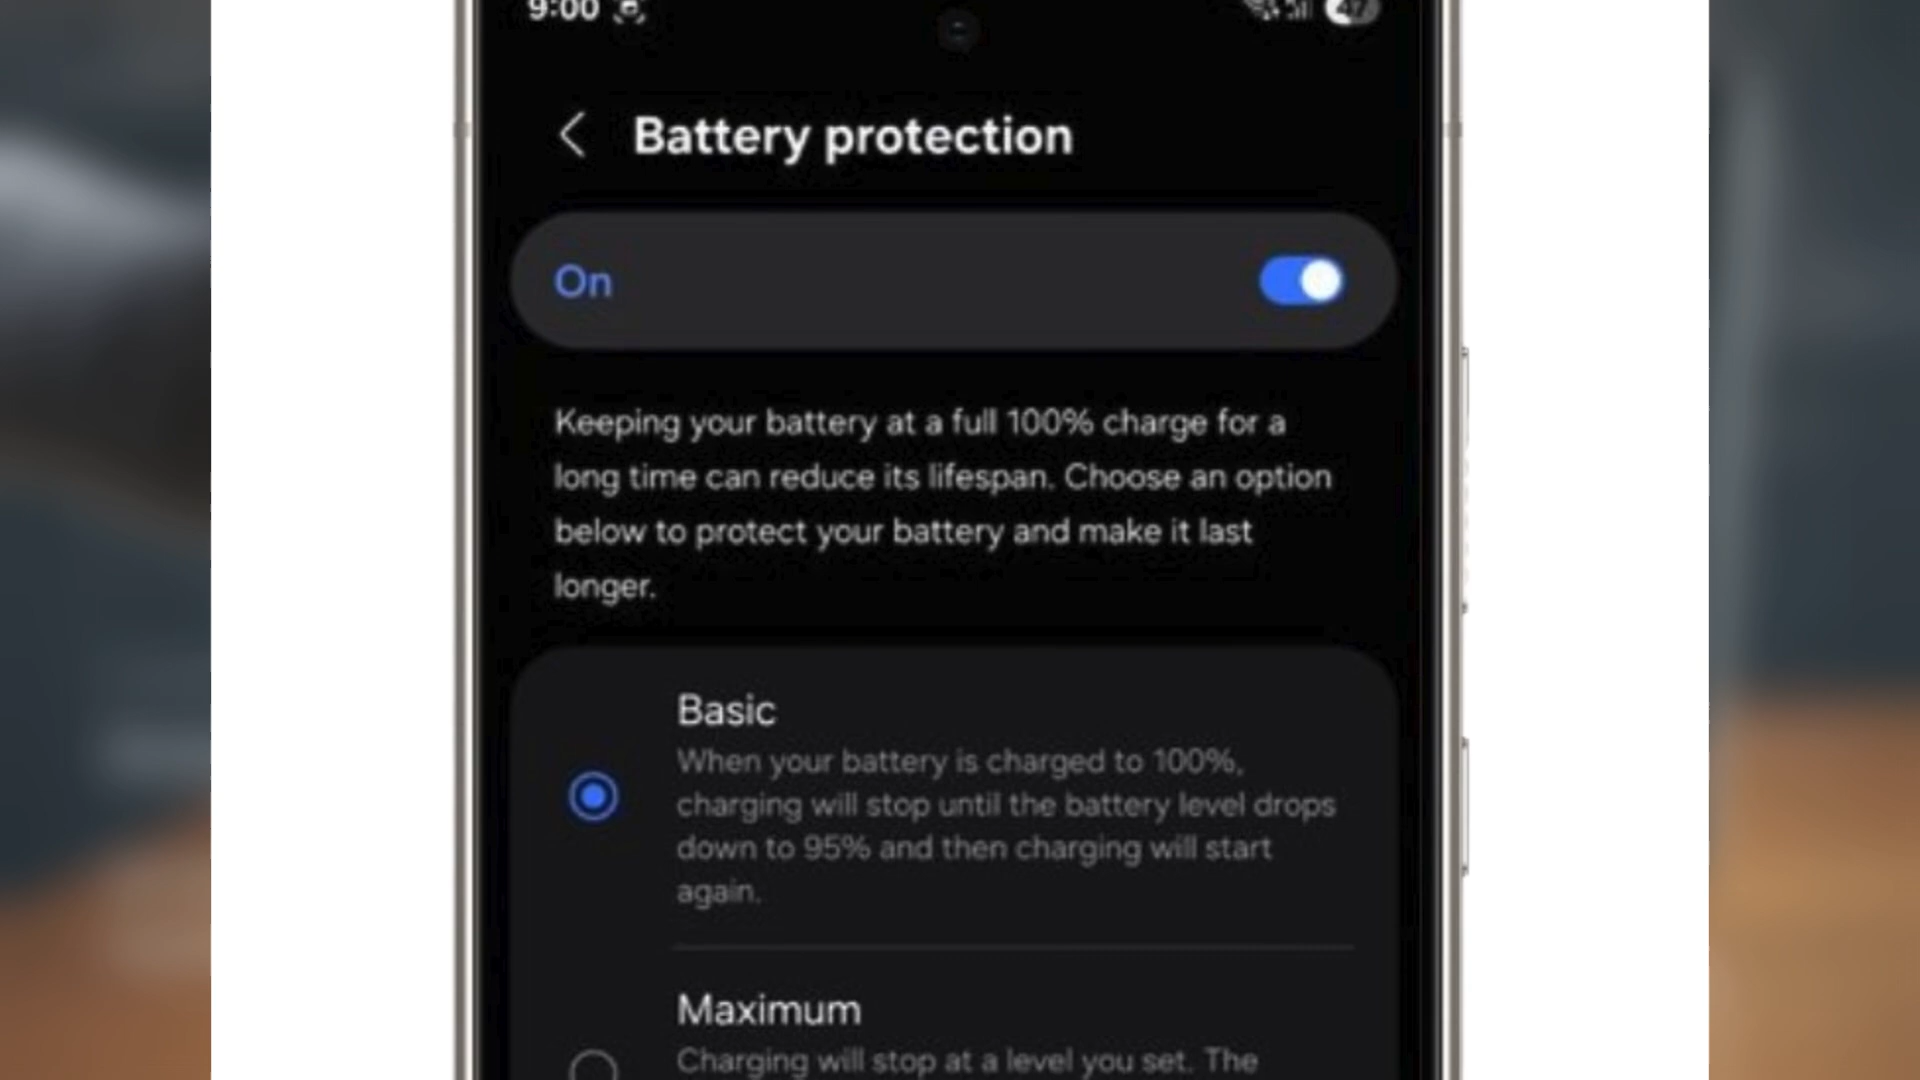 9:00 47
Battery protection
On
Keeping your battery at a full 100% charge for a
long time can reduce its lifespan. Choose an option
below to protect your battery and make it last
longer.
Basic
When your battery is charged to 100%,
charging will stop until the battery level drops
down to 95% and then charging will start
again.
Maximum
Charging will stop at a level you set. The